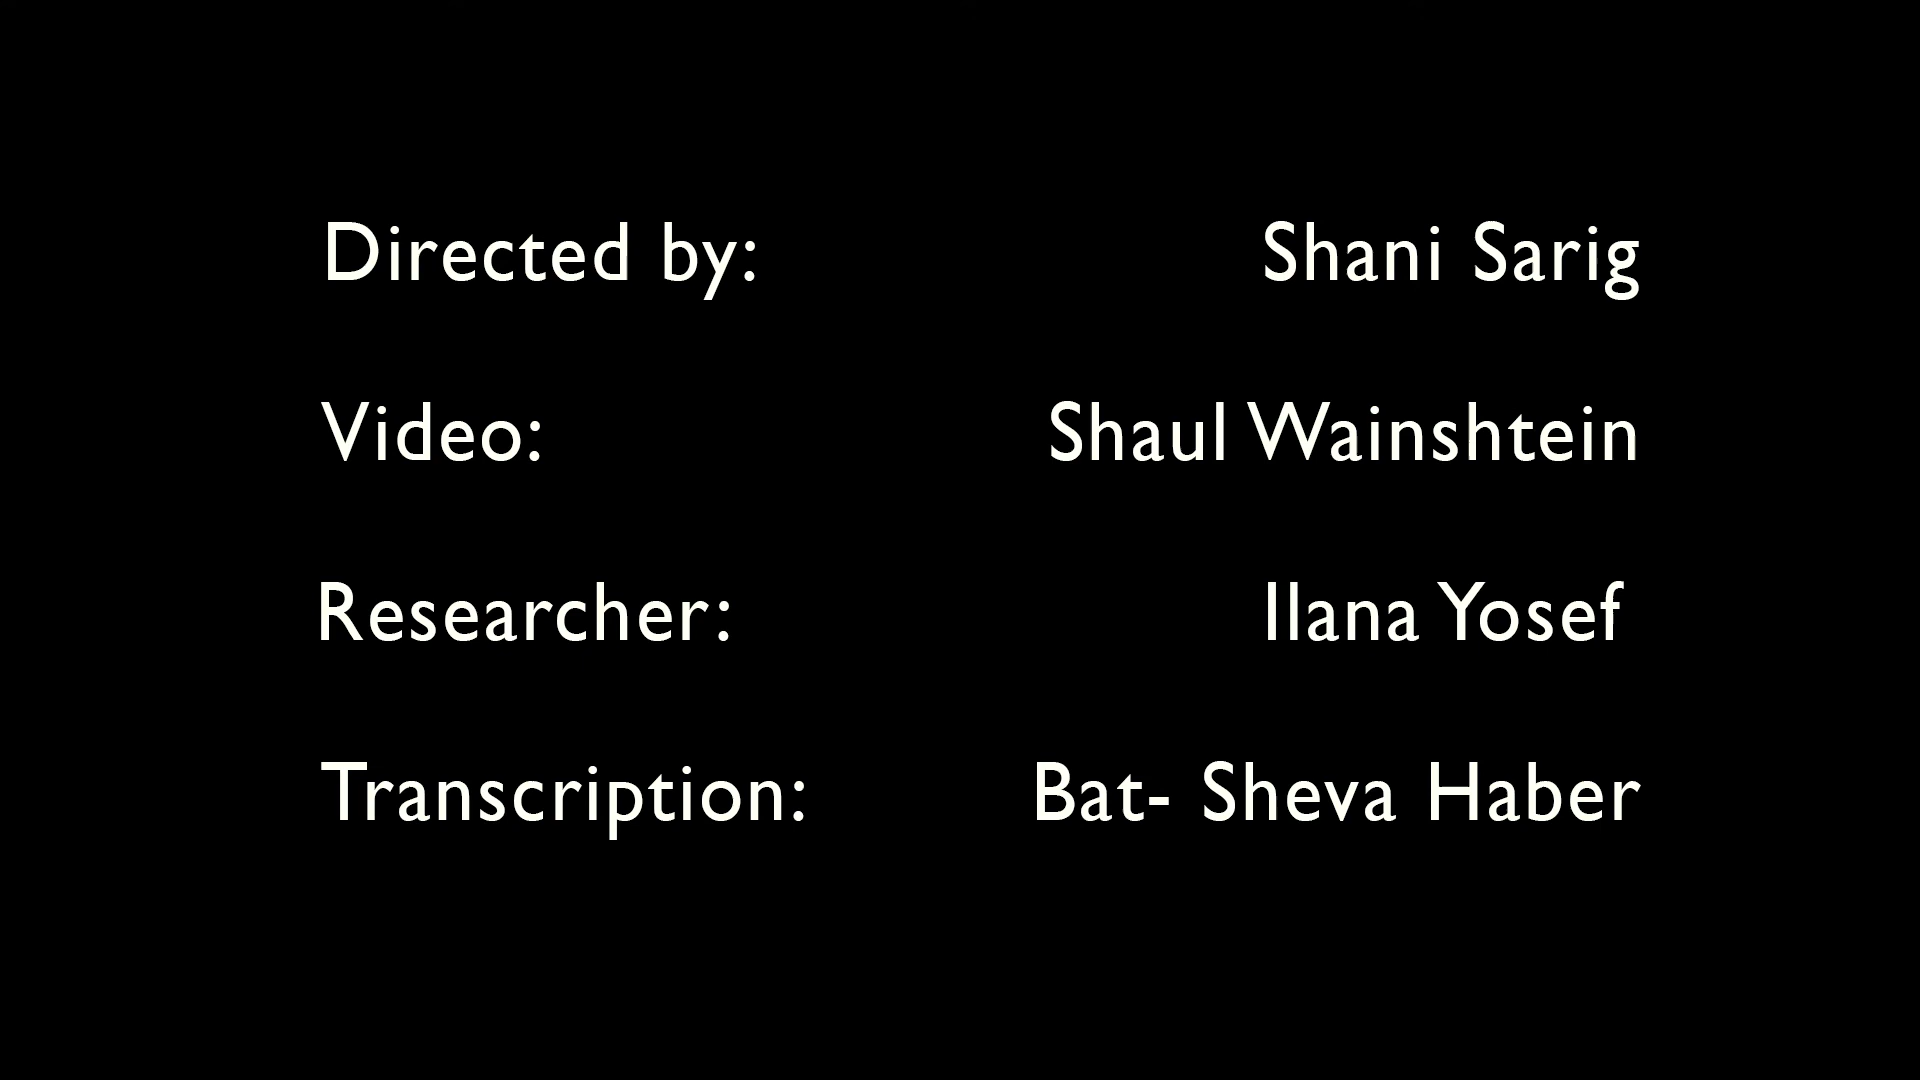 Directed by: Shani Sarig
Video: Shaul Wainshtein
Researcher: Ilana Yosef
Transcription: Bat- Sheva Haber